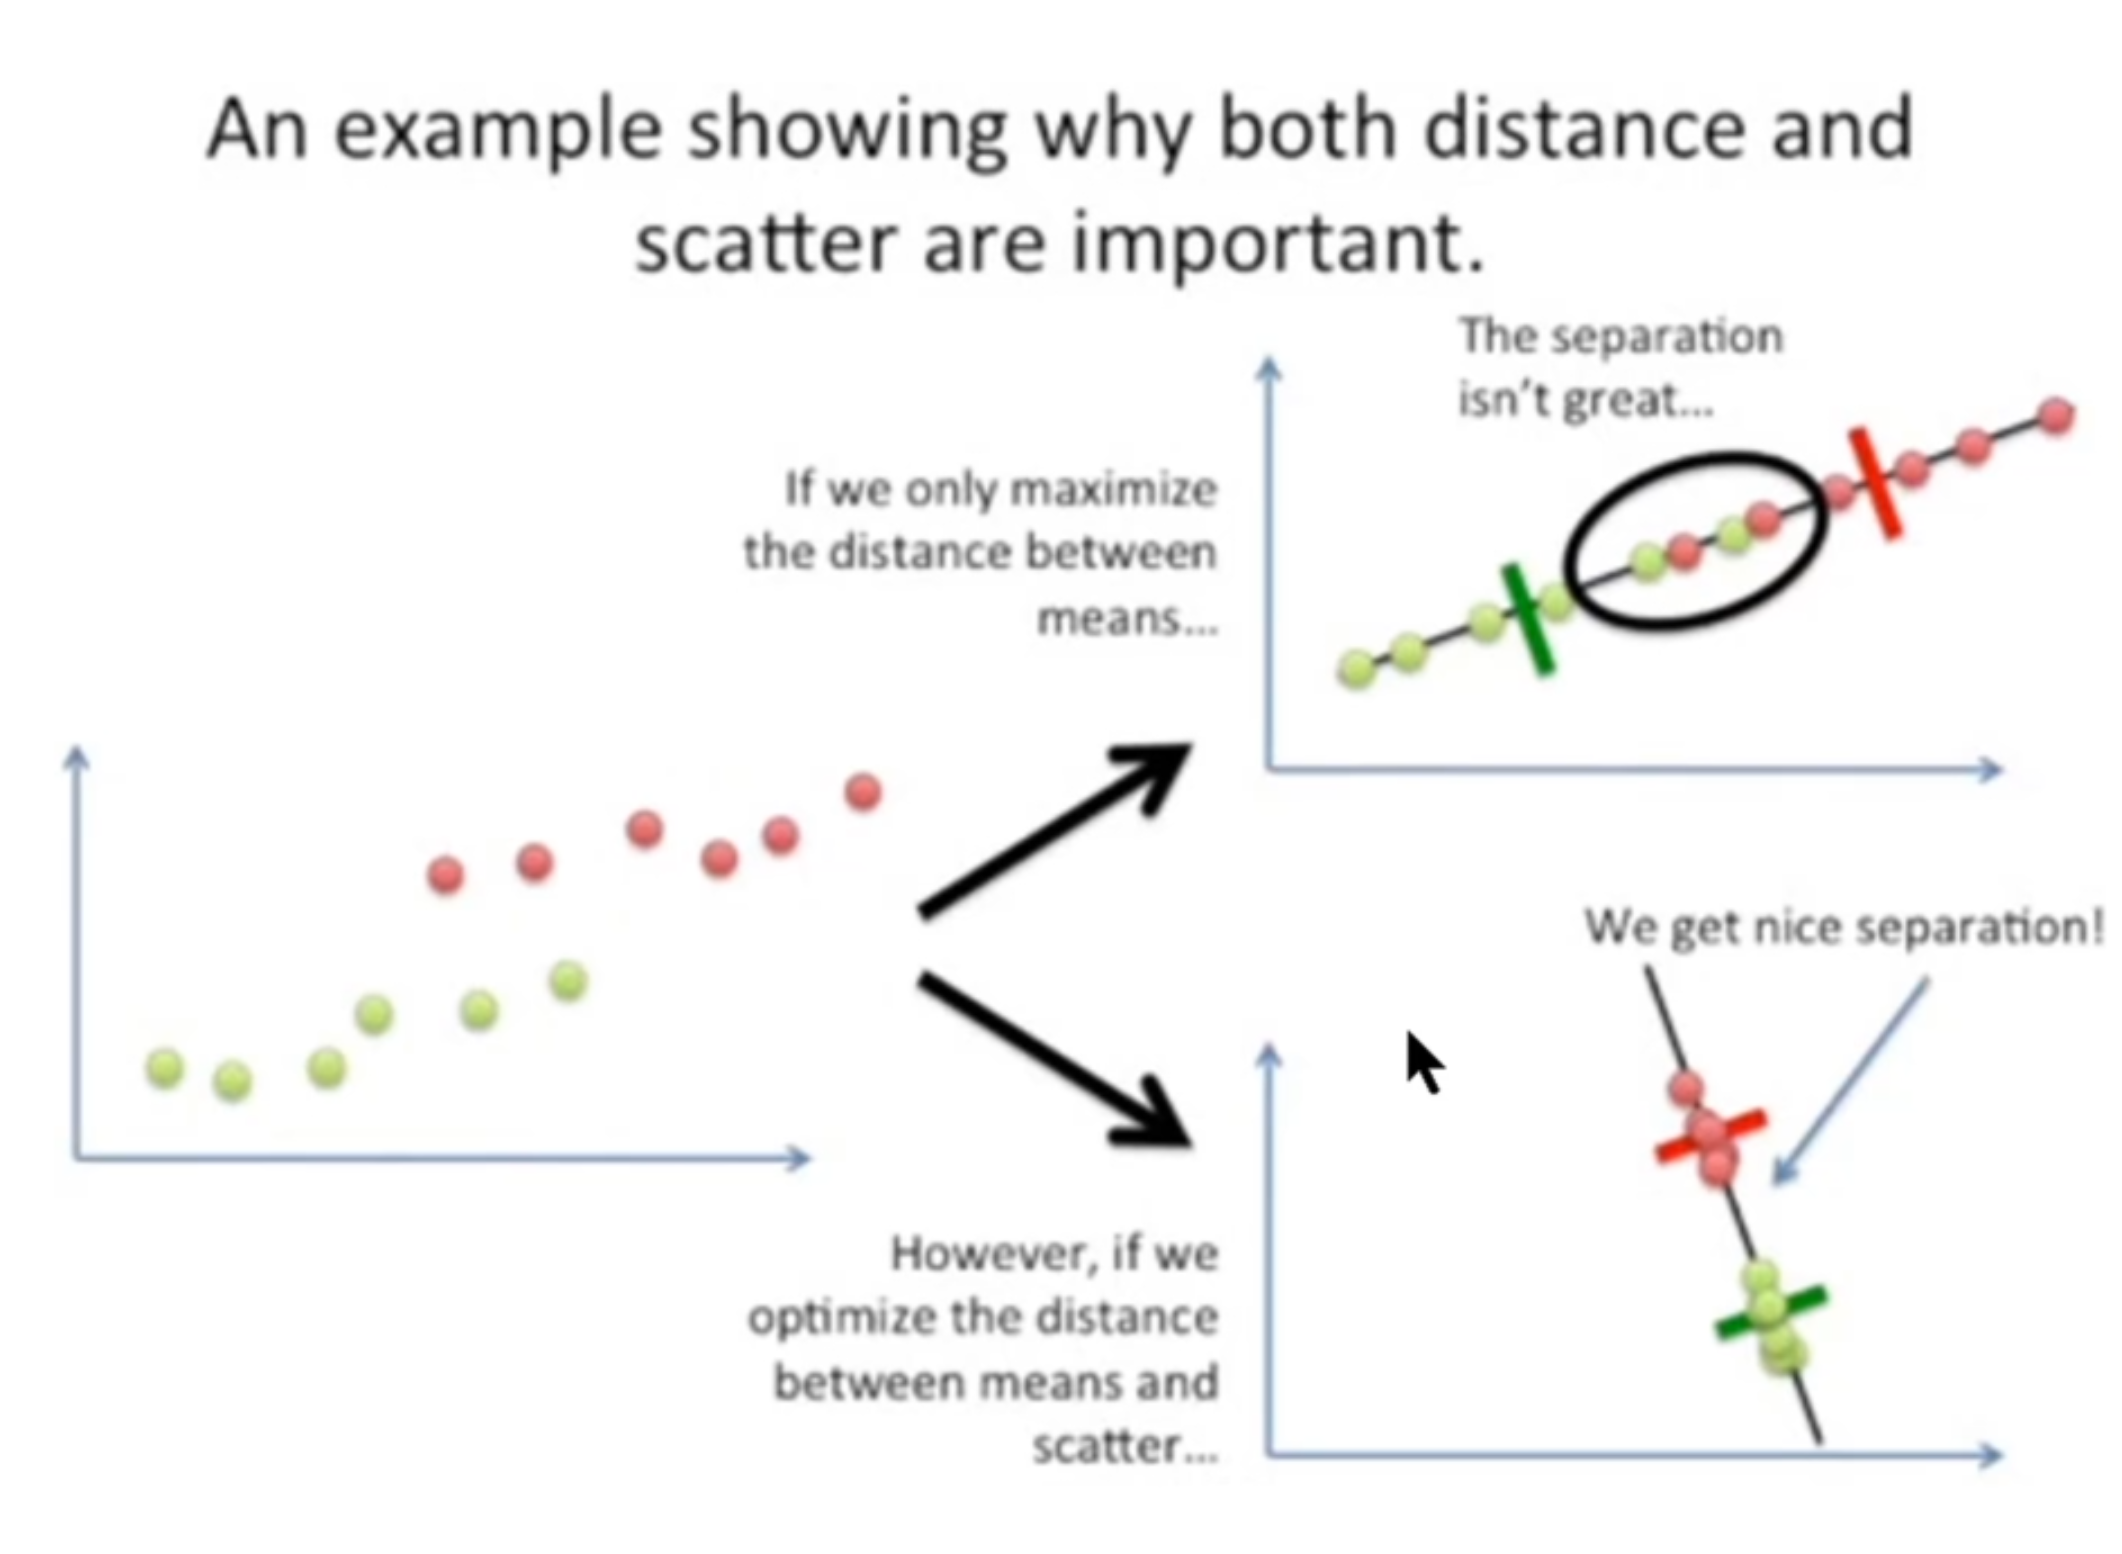 An example showing why both distance and
scatter are important.
The separation
isn't great...
If we only maximize
the distance between
means...
We get nice separation!
However, if we
optimize the distance
between means and
scatter...